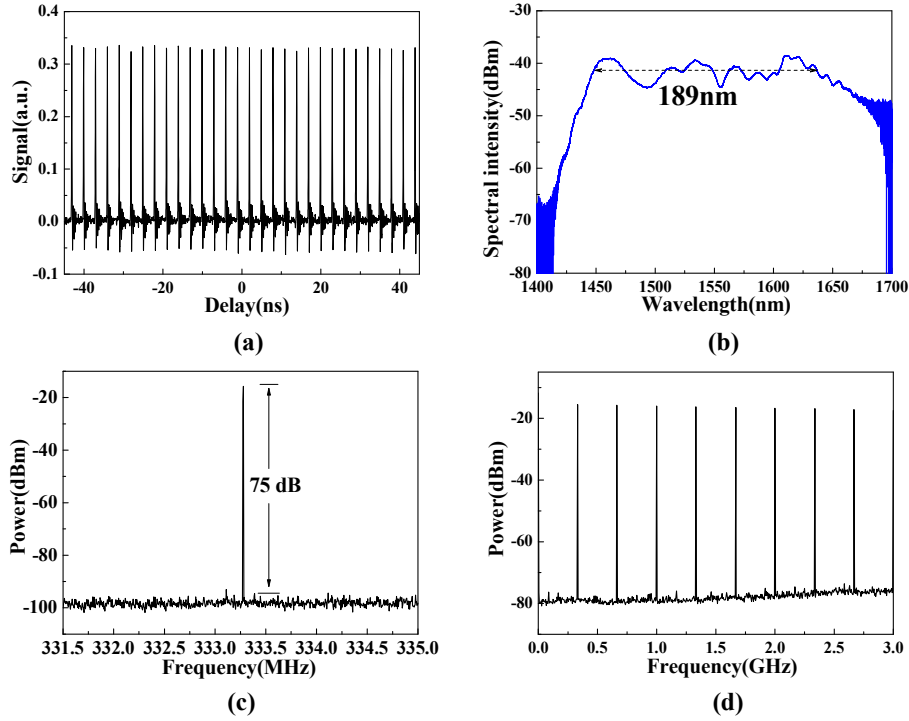 0.4
0.3
0.2
0.1
0.0
-0.1
Signal(a.u.)
-40 -20 0 20 40
Delay(ns)
(a)
-30
-40
-50
-60
-70
-80
Spectral intensity(dBm)
189nm
1400 1450 1500 1550 1600 1650 1700
Wavelength(nm)
(b)
-20
-40
-60
-80
-100
Power(dBm)
75 dB
331.5 332.0 332.5 333.0 333.5 334.0 334.5 335.0
Frequency(MHz)
(c)
-20
-40
-60
-80
Power(dBm)
0.0 0.5 1.0 1.5 2.0 2.5 3.0
Frequency(GHz)
(d)